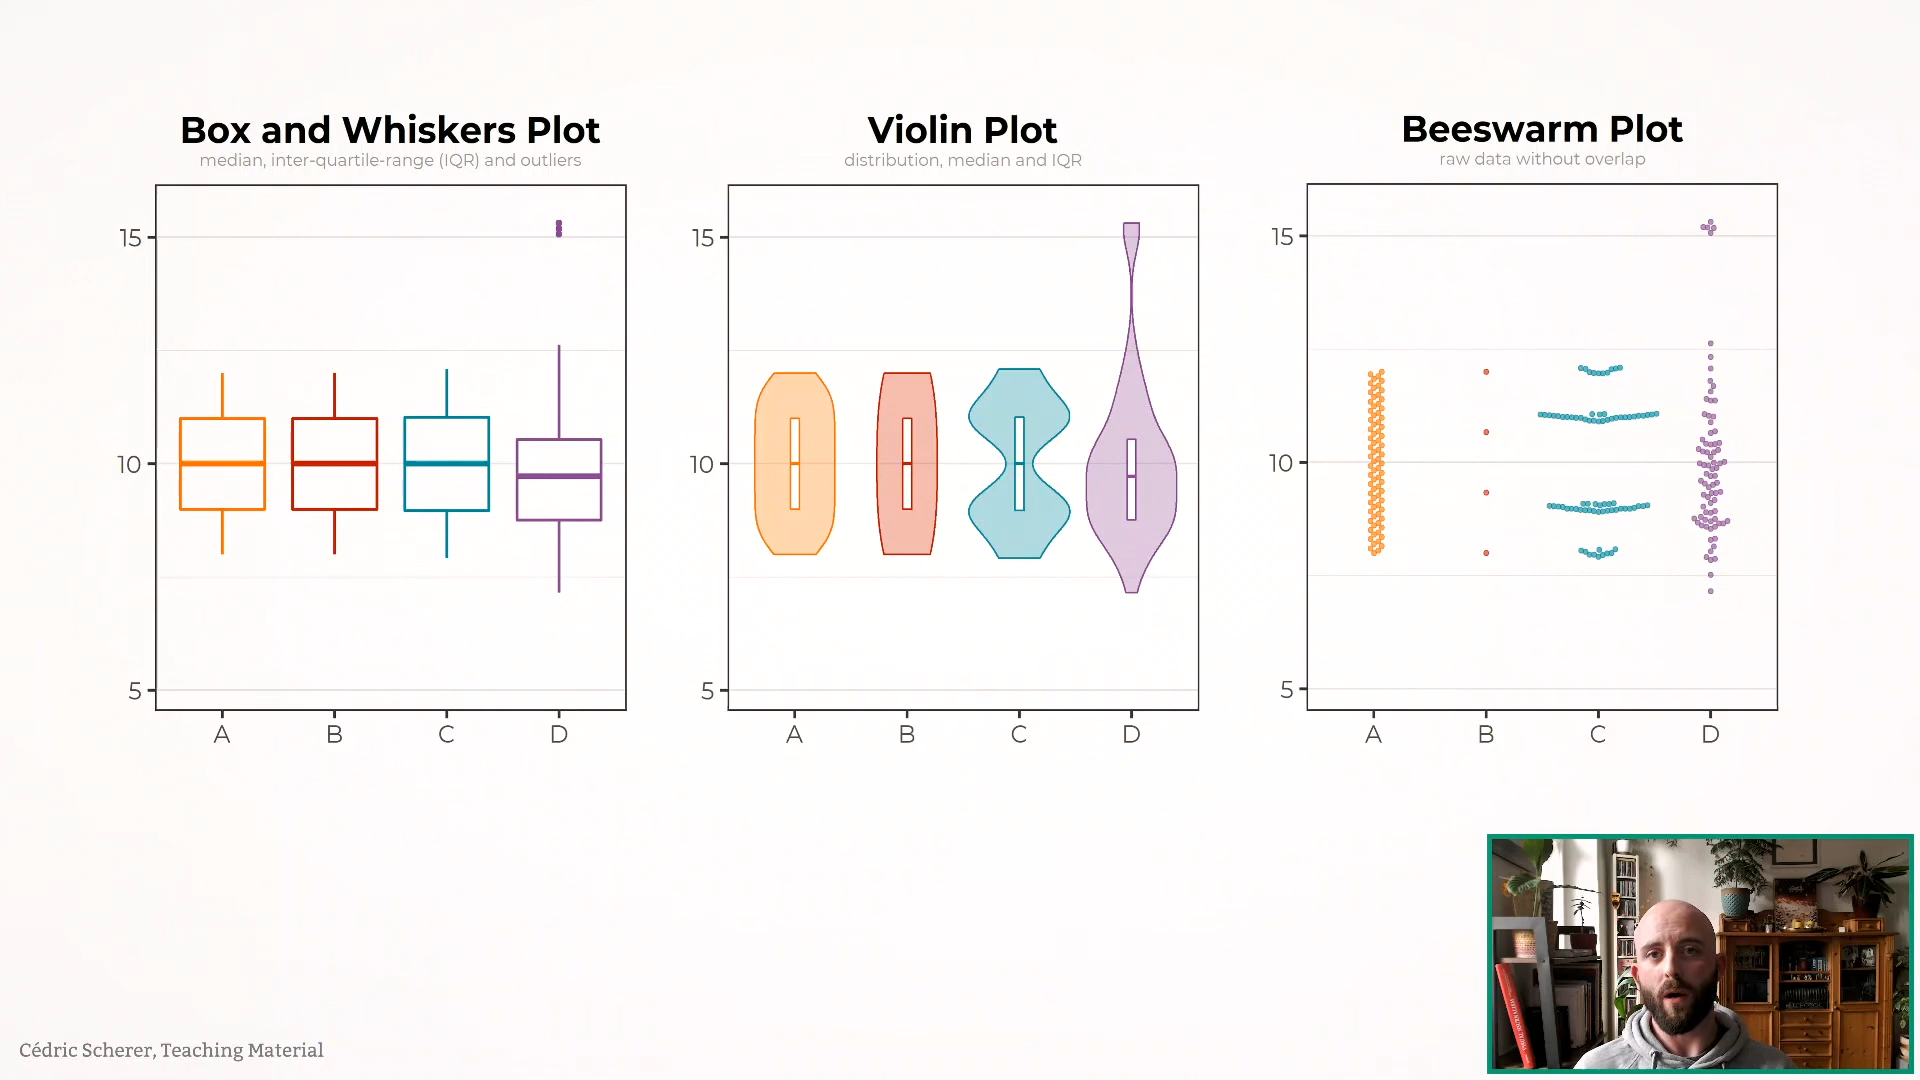 Box and Whiskers Plot
median, inter-quartile-range (IQR) and outliers
15
10
5
A B C D
Violin Plot
distribution, median and IQR
15
10
5
A B C D
Beeswarm Plot
raw data without overlap
15
10
5
A B C D
Cédric Scherer, Teaching Material